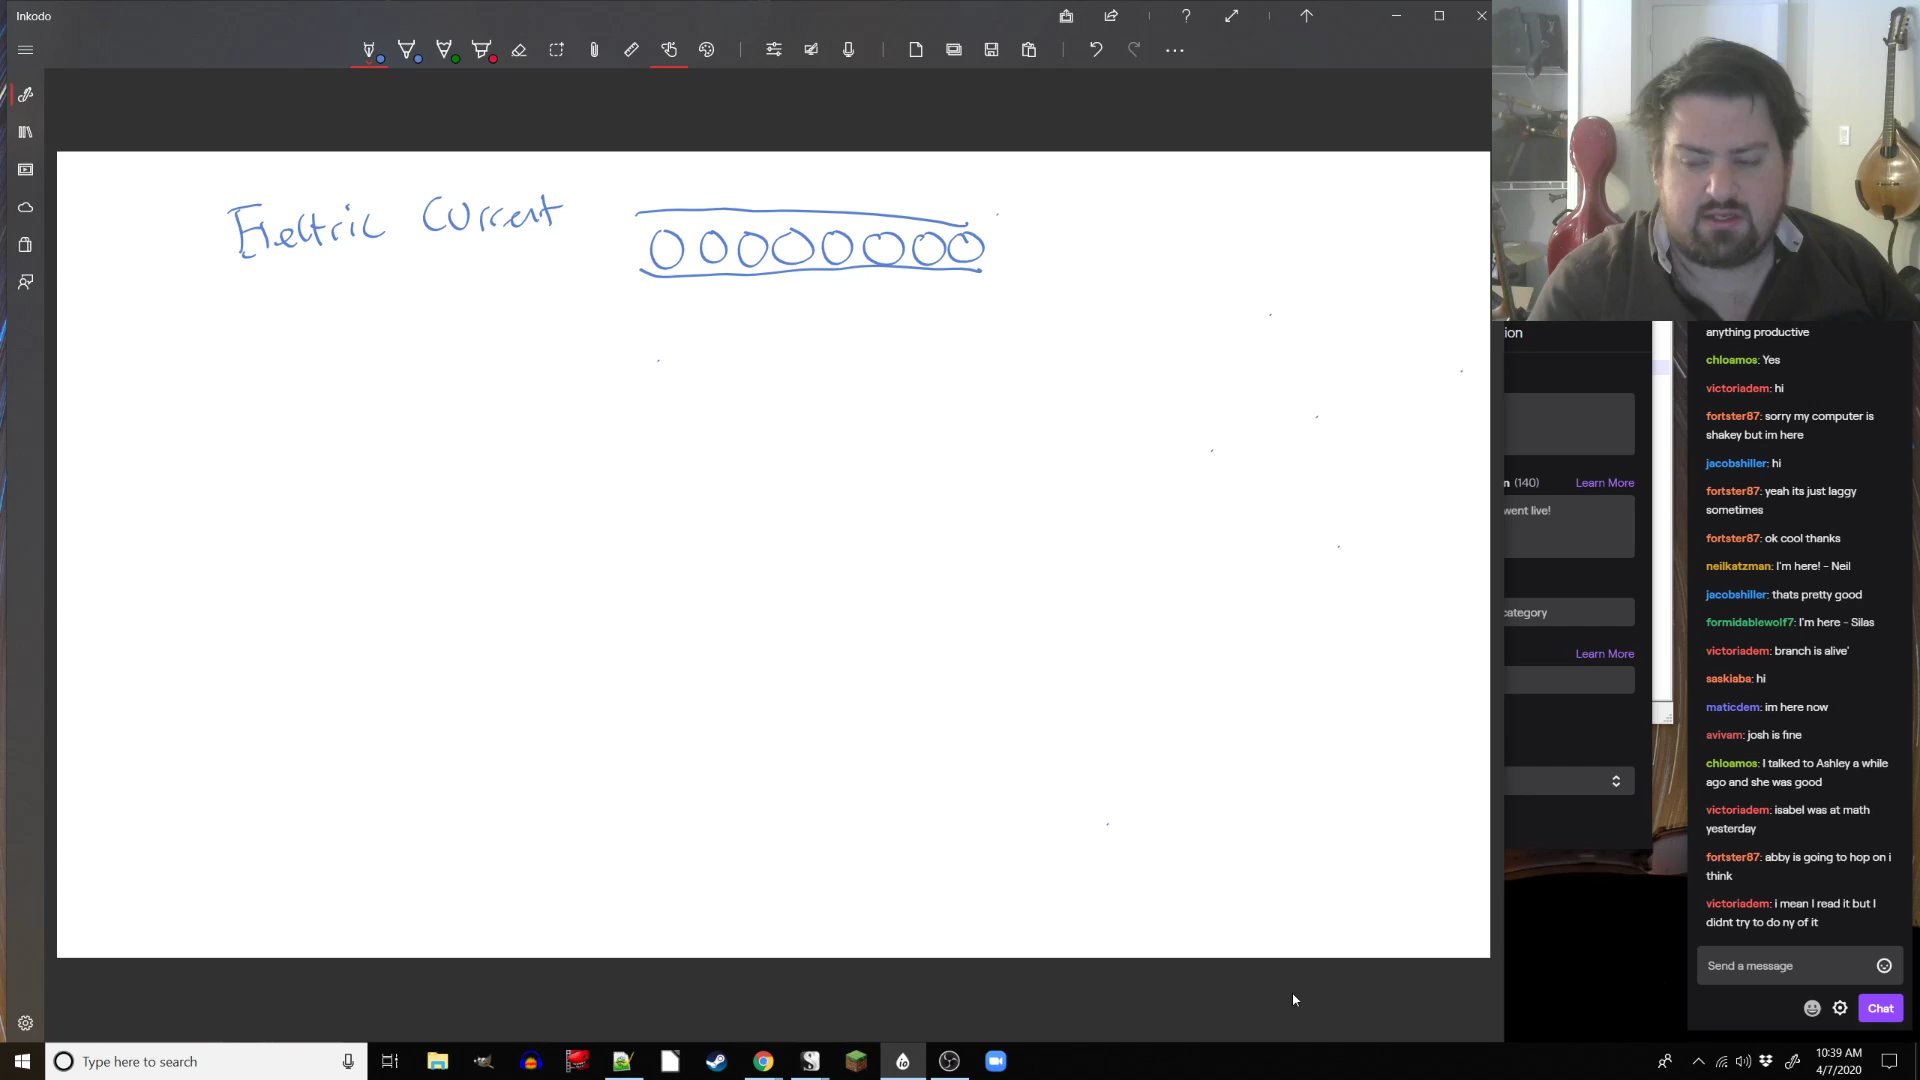 Inkodo
Electric Current
anything productive
chloamos: Yes
victoriadem: hi
fortster87: sorry my computer is
shakey but im here
jacobshiller: hi
fortster87: yeah its just laggy
sometimes
fortster87: ok cool thanks
neilkatzman: I'm here! - Neil
jacobshiller: thats pretty good
formidablewolf7: I'm here - Silas
victoriadem: branch is alive'
saskiaba: hi
maticdem: im here now
avivam: josh is fine
chloamos: I talked to Ashley a while
ago and she was good
victoriadem: isabel was at math
yesterday
fortster87: abby is going to hop on i
think
victoriadem: i mean I read it but I
didnt try to do ny of it
Send a message
Chat
ion
n (140) Learn More
went live!
category
Learn More
Type here to search
10:39 AM
4/7/2020